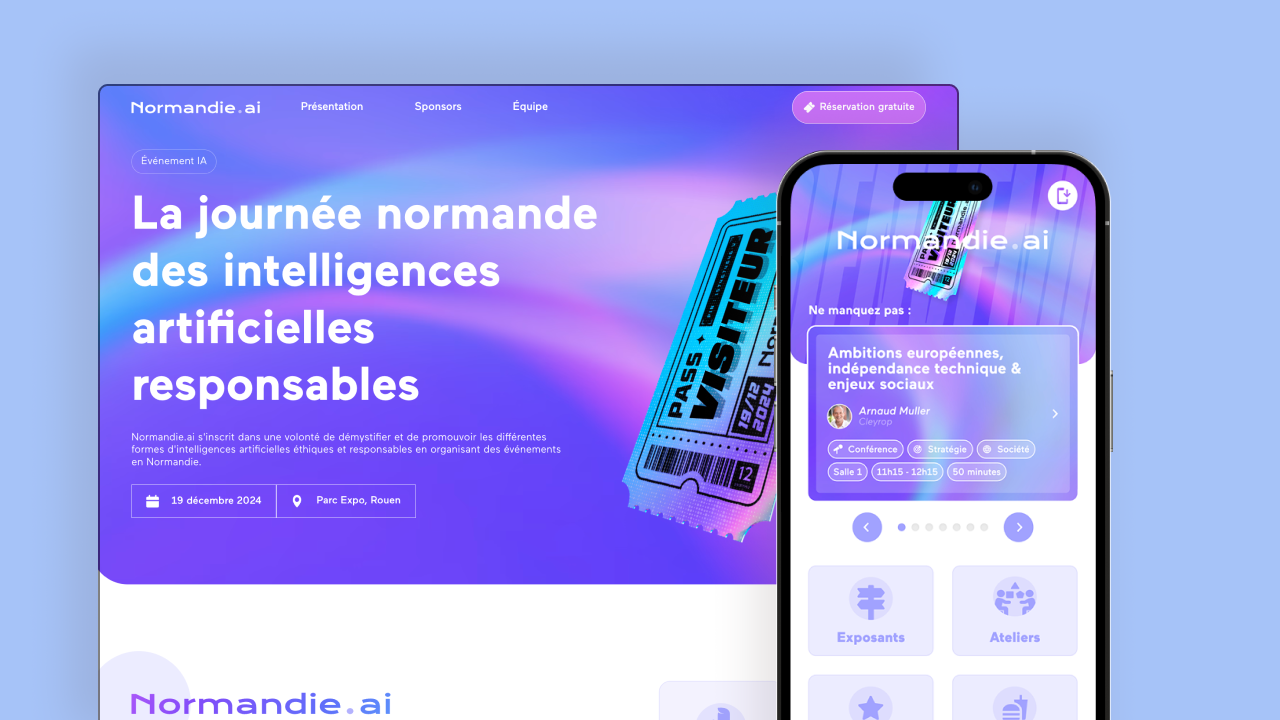 Normandie.ai
Présentation
Sponsors
Équipe
Réservation gratuite
Événement IA
La journée normande
des intelligences
artificielles
responsables
Normandie.ai s'inscrit dans une volonté de démystifier et de promouvoir les différentes
formes d'intelligences artificielles éthiques et responsables en organisant des événements
en Normandie.
19 décembre 2024
Parc Expo, Rouen
PASS
VISITEUR
19/12
2024
12
Normandie.ai
Normandie.ai
Ne manquez pas :
Ambitions européennes,
indépendance technique &
enjeux sociaux
Arnaud Muller
Cleyrop
Conférence
Stratégie
Société
Salle 1
11h15 - 12h15
50 minutes
Exposants
Ateliers